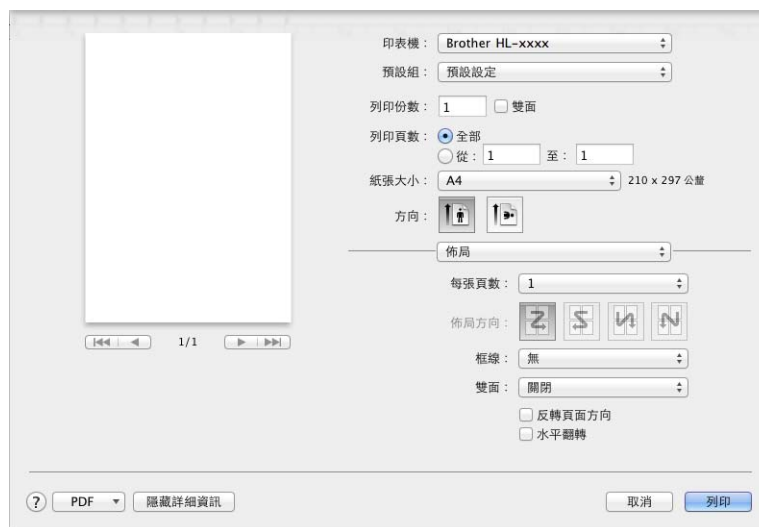 印表機： Brother HL-xxxx
預設組： 預設設定
列印份數： 1 雙面
列印頁數： 全部
從： 1 至： 1
紙張大小： A4 210 x 297 公釐
方向：
佈局
每張頁數： 1
佈局方向：
框線： 無
雙面： 關閉
反轉頁面方向
水平翻轉
1/1
? PDF 隱藏詳細資訊 取消 列印